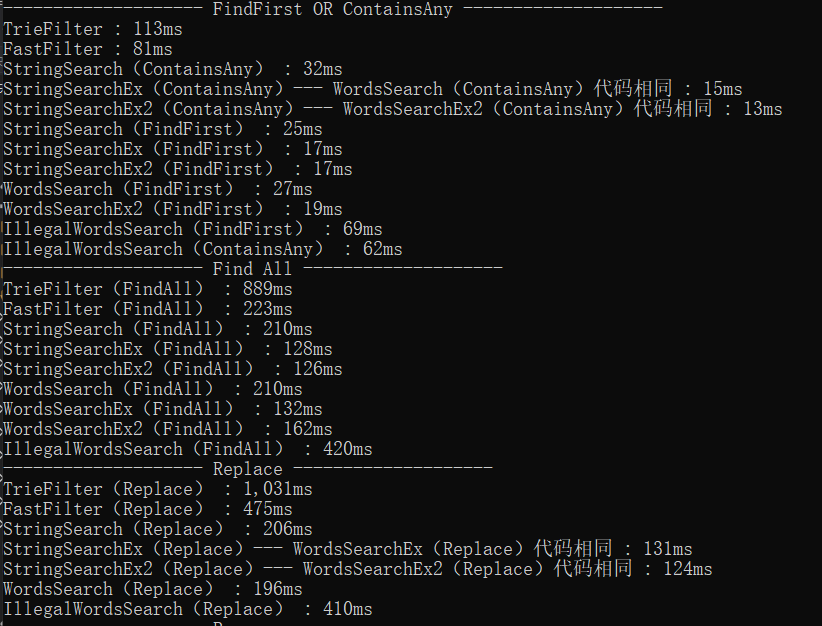 -------------------- FindFirst OR ContainsAny --------------------
TrieFilter : 113ms
FastFilter : 81ms
StringSearch（ContainsAny） : 32ms
StringSearchEx（ContainsAny）--- WordsSearch（ContainsAny）代码相同 : 15ms
StringSearchEx2（ContainsAny）--- WordsSearchEx2（ContainsAny）代码相同 : 13ms
StringSearch（FindFirst） : 25ms
StringSearchEx（FindFirst） : 17ms
StringSearchEx2（FindFirst） : 17ms
WordsSearch（FindFirst） : 27ms
WordsSearchEx2（FindFirst） : 19ms
IllegalWordsSearch（FindFirst） : 69ms
IllegalWordsSearch（ContainsAny） : 62ms
-------------------- Find All --------------------
TrieFilter（FindAll） : 889ms
FastFilter（FindAll） : 223ms
StringSearch（FindAll） : 210ms
StringSearchEx（FindAll） : 128ms
StringSearchEx2（FindAll） : 126ms
WordsSearch（FindAll） : 210ms
WordsSearchEx（FindAll） : 132ms
WordsSearchEx2（FindAll） : 162ms
IllegalWordsSearch（FindAll） : 420ms
-------------------- Replace --------------------
TrieFilter（Replace） : 1,031ms
FastFilter（Replace） : 475ms
StringSearch（Replace） : 206ms
StringSearchEx（Replace）--- WordsSearchEx（Replace）代码相同 : 131ms
StringSearchEx2（Replace）--- WordsSearchEx2（Replace）代码相同 : 124ms
WordsSearch（Replace） : 196ms
IllegalWordsSearch（Replace） : 410ms